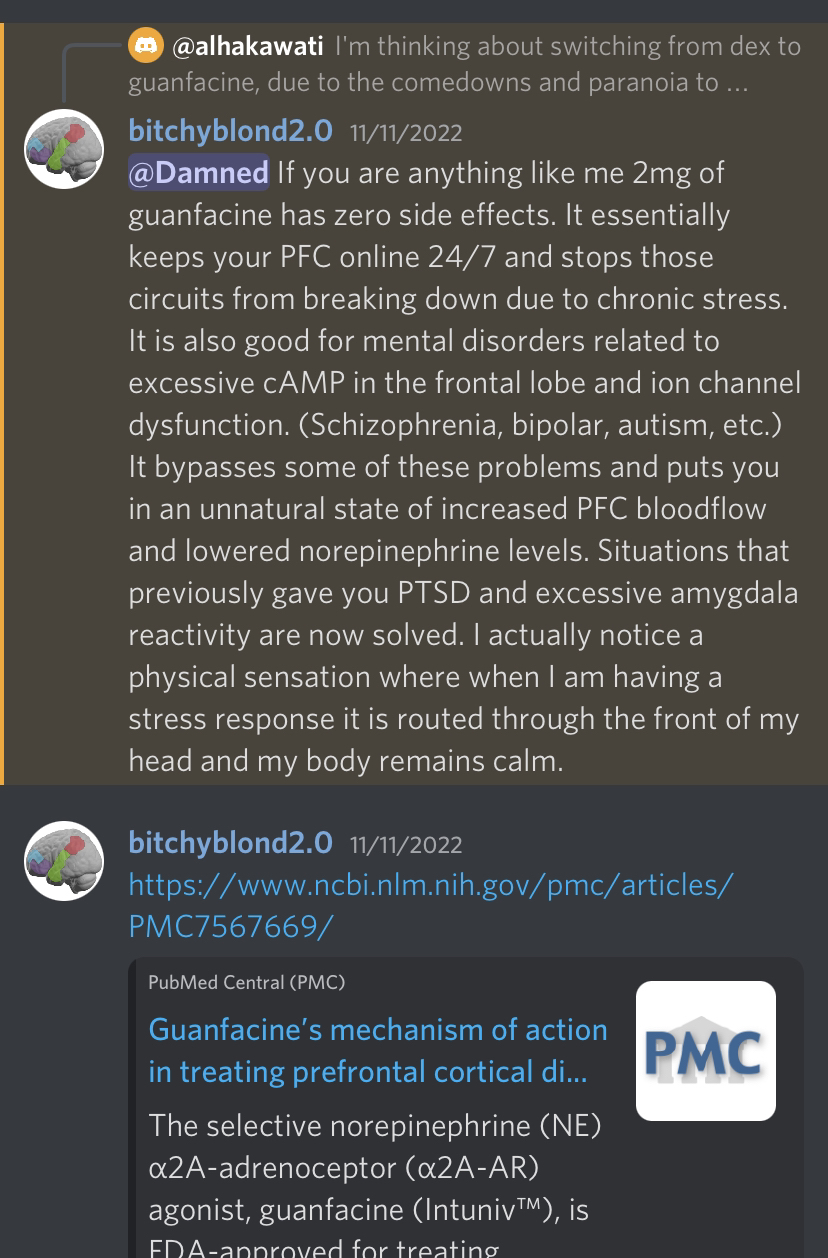 @alhakawati I'm thinking about switching from dex to
guanfacine, due to the comedowns and paranoia to ...
bitchyblond2.0 11/11/2022
@Damned If you are anything like me 2mg of
guanfacine has zero side effects. It essentially
keeps your PFC online 24/7 and stops those
circuits from breaking down due to chronic stress.
It is also good for mental disorders related to
excessive cAMP in the frontal lobe and ion channel
dysfunction. (Schizophrenia, bipolar, autism, etc.)
It bypasses some of these problems and puts you
in an unnatural state of increased PFC bloodflow
and lowered norepinephrine levels. Situations that
previously gave you PTSD and excessive amygdala
reactivity are now solved. I actually notice a
physical sensation where when I am having a
stress response it is routed through the front of my
head and my body remains calm.
bitchyblond2.0 11/11/2022
https://www.ncbi.nlm.nih.gov/pmc/articles/
PMC7567669/
PubMed Central (PMC)
Guanfacine's mechanism of action
in treating prefrontal cortical di...
PMC
The selective norepinephrine (NE)
α2A-adrenoceptor (α2A-AR)
agonist, guanfacine (Intuniv™), is
FDA-approved for treating